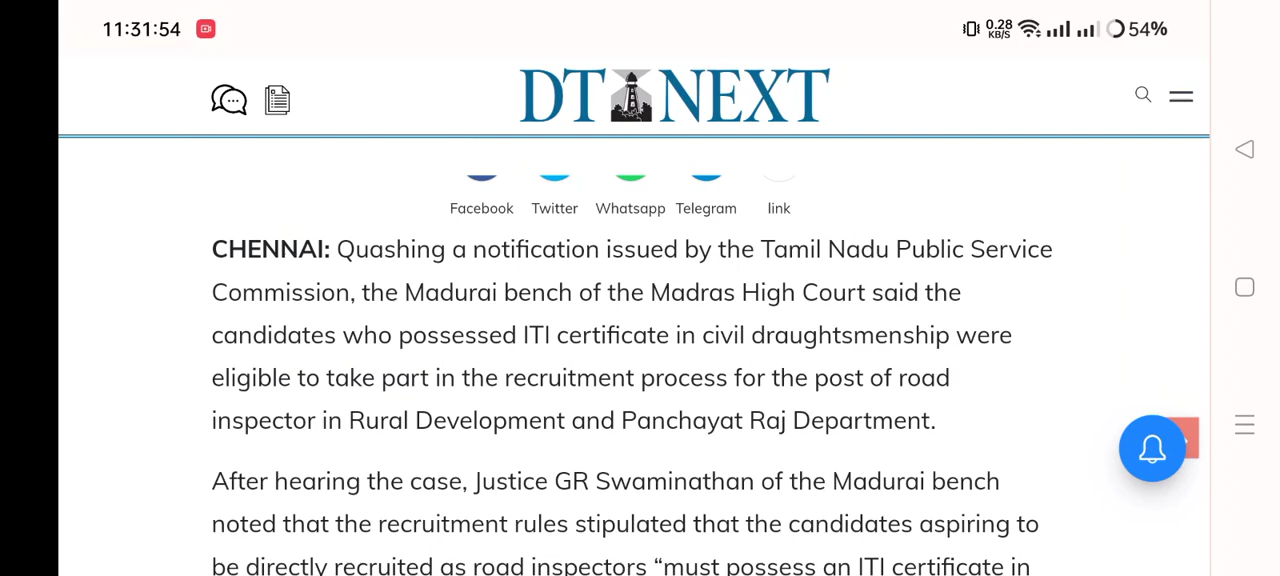 11:31:54
0.28 KB/S 54%
DT NEXT
Facebook Twitter Whatsapp Telegram link
CHENNAI: Quashing a notification issued by the Tamil Nadu Public Service
Commission, the Madurai bench of the Madras High Court said the
candidates who possessed ITI certificate in civil draughtsmenship were
eligible to take part in the recruitment process for the post of road
inspector in Rural Development and Panchayat Raj Department.
After hearing the case, Justice GR Swaminathan of the Madurai bench
noted that the recruitment rules stipulated that the candidates aspiring to
be directly recruited as road inspectors “must possess an ITI certificate in